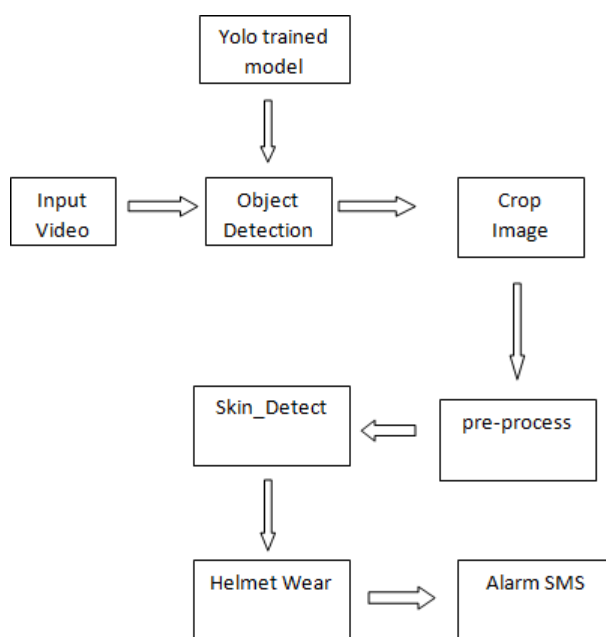 Yolo trained
model
Input
Video
Object
Detection
Crop
Image
Skin_Detect
pre-process
Helmet Wear
Alarm SMS